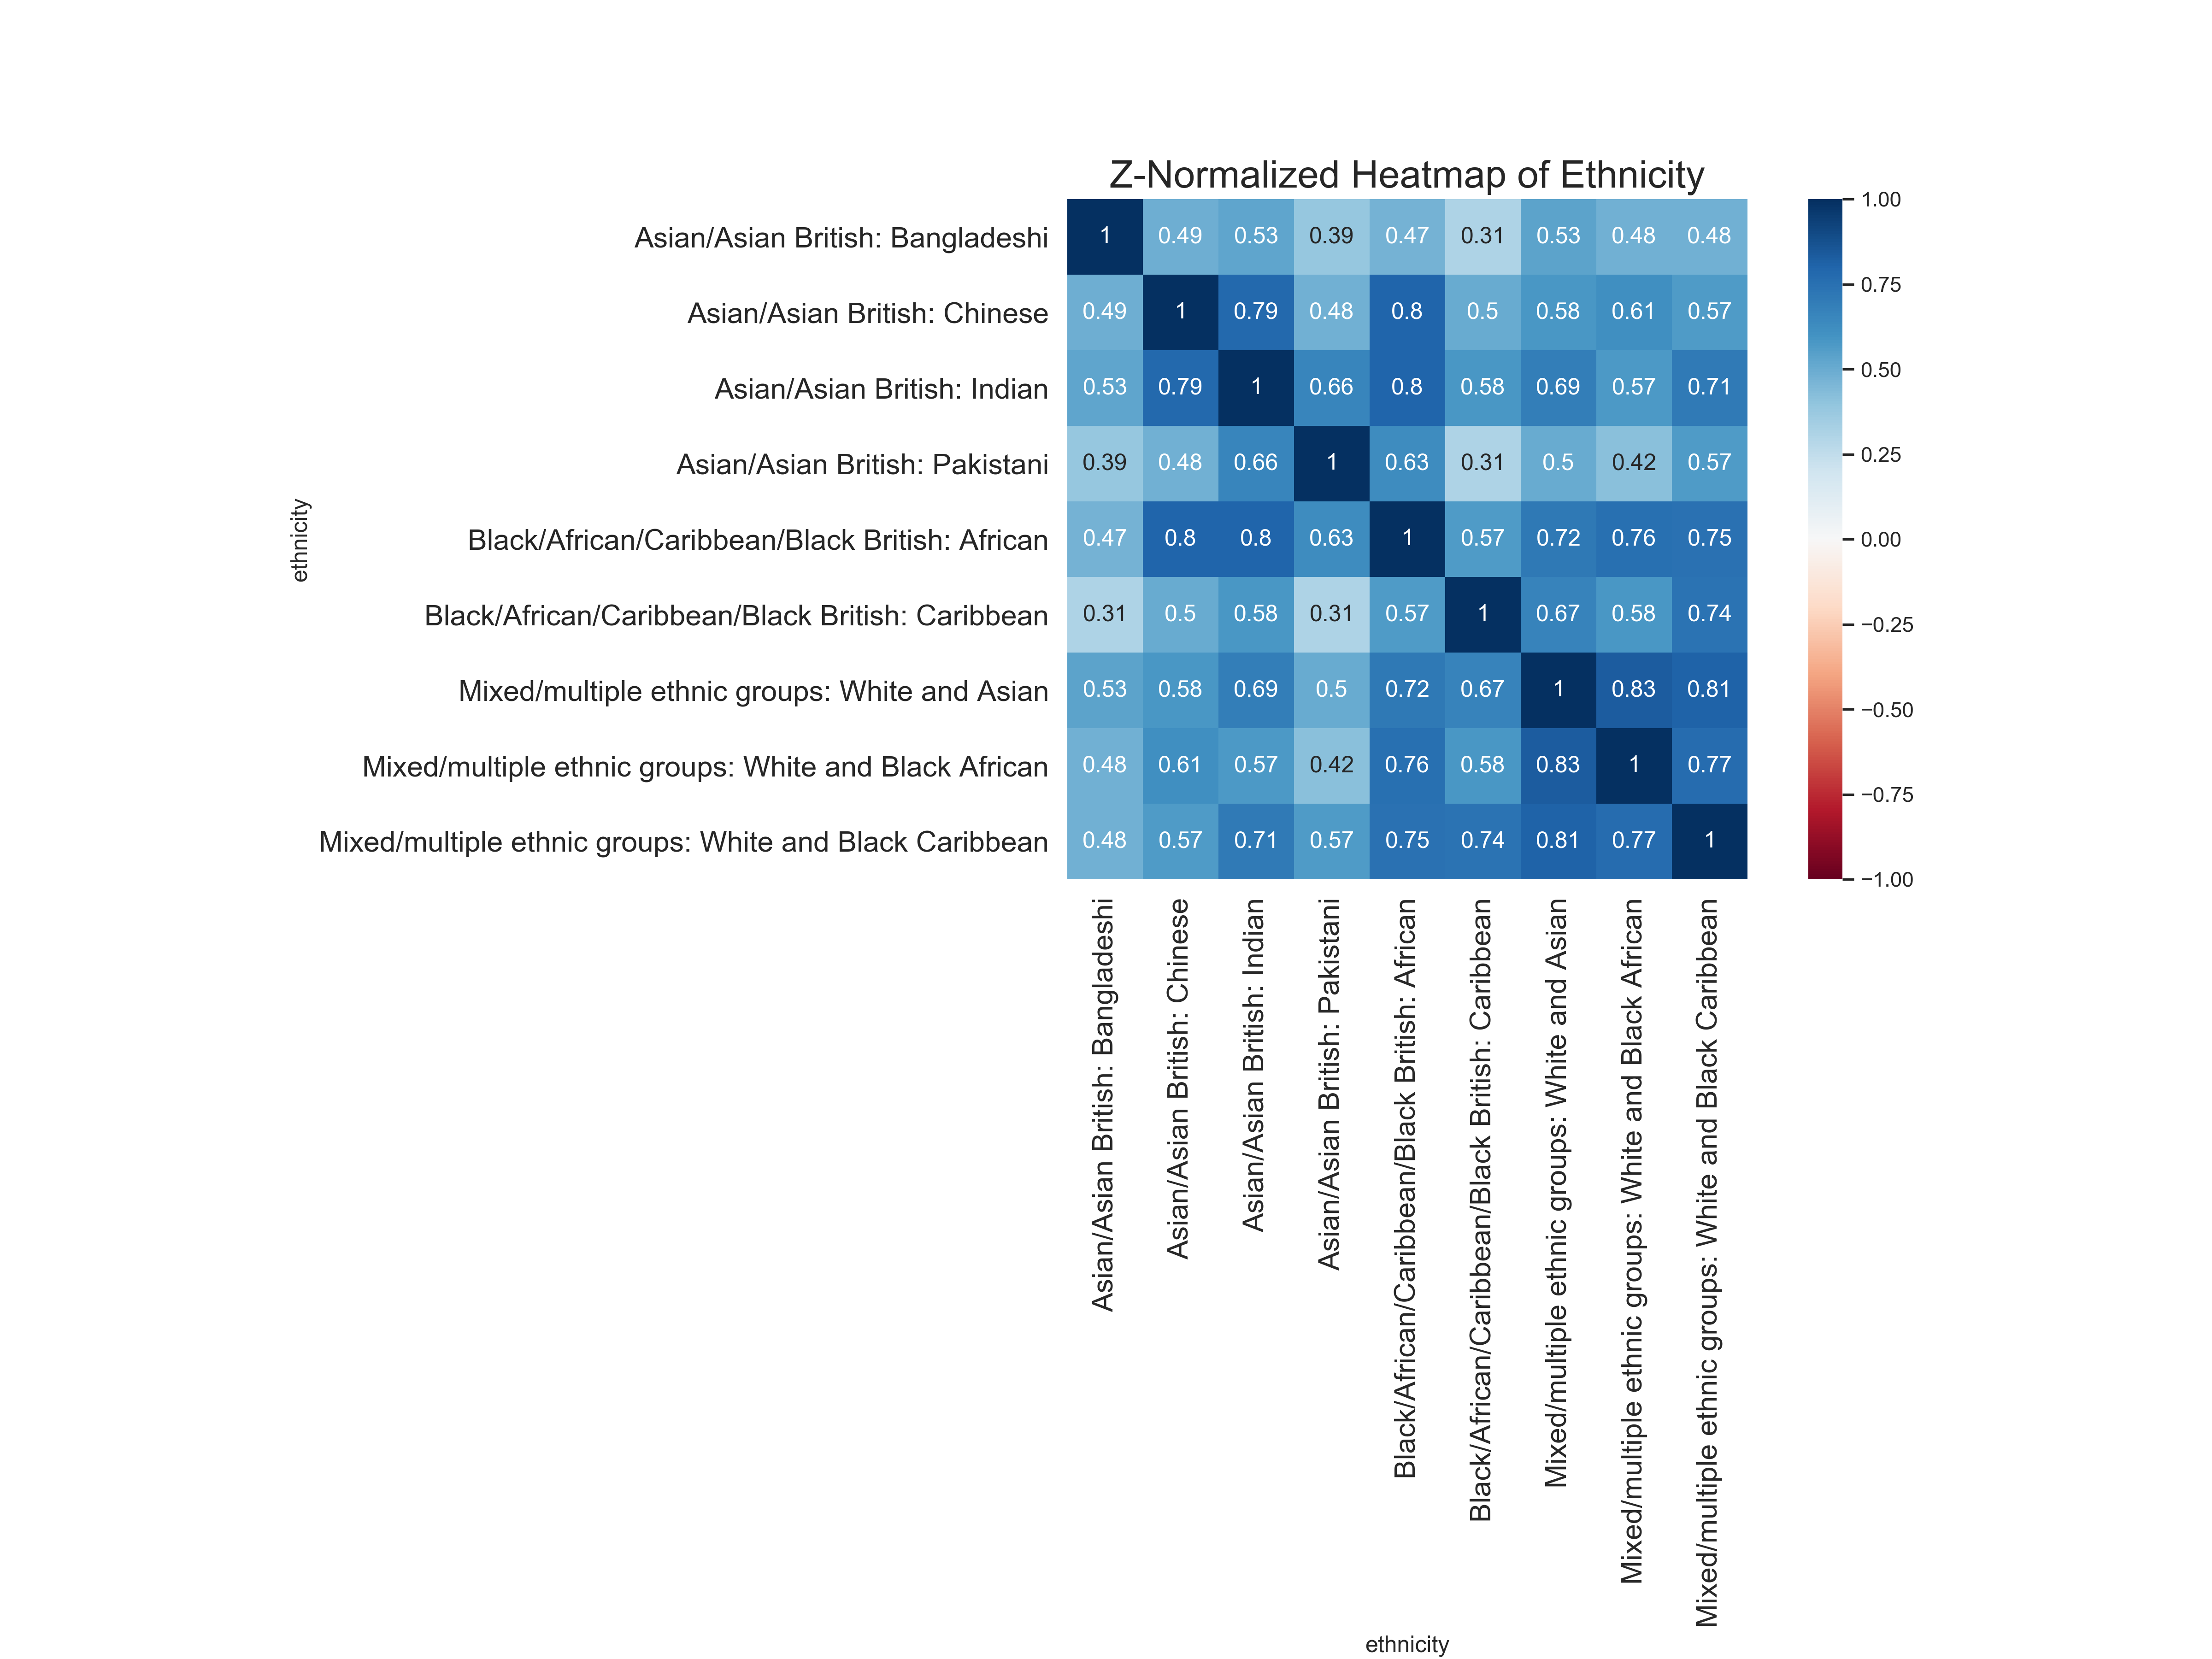 Z-Normalized Heatmap of Ethnicity
Asian/Asian British: Bangladeshi 1 0.49 0.53 0.39 0.47 0.31 0.53 0.48 0.48
Asian/Asian British: Chinese 0.49 1 0.79 0.48 0.8 0.5 0.58 0.61 0.57
Asian/Asian British: Indian 0.53 0.79 1 0.66 0.8 0.58 0.69 0.57 0.71
Asian/Asian British: Pakistani 0.39 0.48 0.66 1 0.63 0.31 0.5 0.42 0.57
Black/African/Caribbean/Black British: African 0.47 0.8 0.8 0.63 1 0.57 0.72 0.76 0.75
Black/African/Caribbean/Black British: Caribbean 0.31 0.5 0.58 0.31 0.57 1 0.67 0.58 0.74
Mixed/multiple ethnic groups: White and Asian 0.53 0.58 0.69 0.5 0.72 0.67 1 0.83 0.81
Mixed/multiple ethnic groups: White and Black African 0.48 0.61 0.57 0.42 0.76 0.58 0.83 1 0.77
Mixed/multiple ethnic groups: White and Black Caribbean 0.48 0.57 0.71 0.57 0.75 0.74 0.81 0.77 1
ethnicity
Asian/Asian British: Bangladeshi
Asian/Asian British: Chinese
Asian/Asian British: Indian
Asian/Asian British: Pakistani
Black/African/Caribbean/Black British: African
Black/African/Caribbean/Black British: Caribbean
Mixed/multiple ethnic groups: White and Asian
Mixed/multiple ethnic groups: White and Black African
Mixed/multiple ethnic groups: White and Black Caribbean
ethnicity
1.00
0.75
0.50
0.25
0.00
−0.25
−0.50
−0.75
−1.00